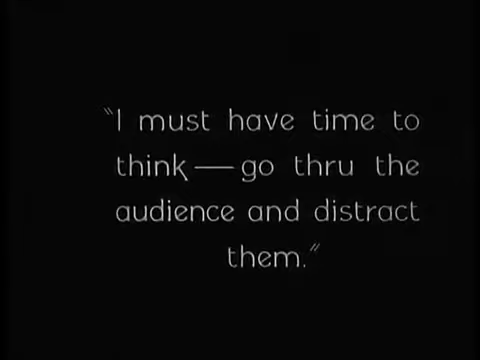 "I must have time to
think — go thru the
audience and distract
them."